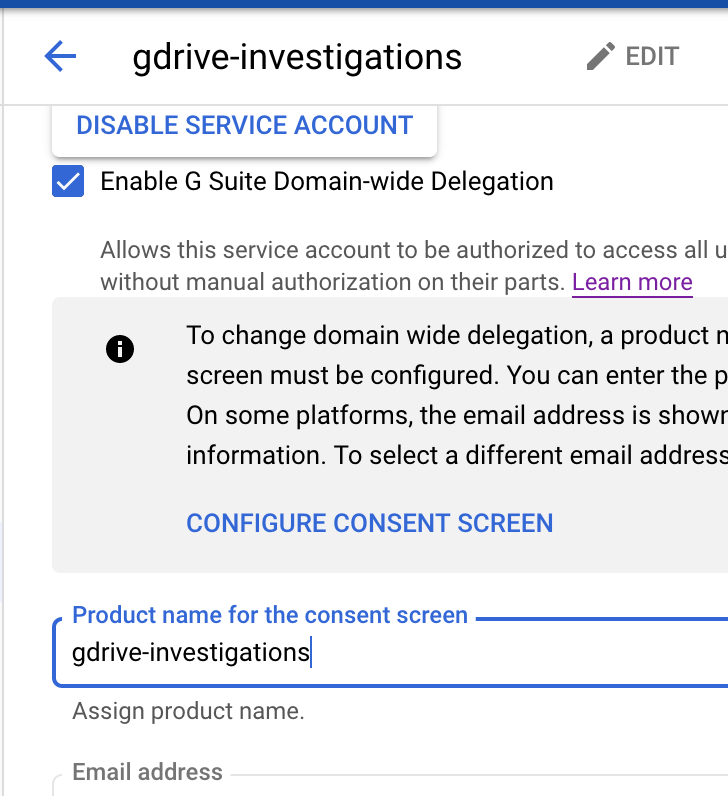 gdrive-investigations
EDIT
DISABLE SERVICE ACCOUNT
Enable G Suite Domain-wide Delegation
Allows this service account to be authorized to access all u
without manual authorization on their parts. Learn more
To change domain wide delegation, a product n
screen must be configured. You can enter the p
On some platforms, the email address is shown
information. To select a different email address
CONFIGURE CONSENT SCREEN
Product name for the consent screen
gdrive-investigations
Assign product name.
Email address